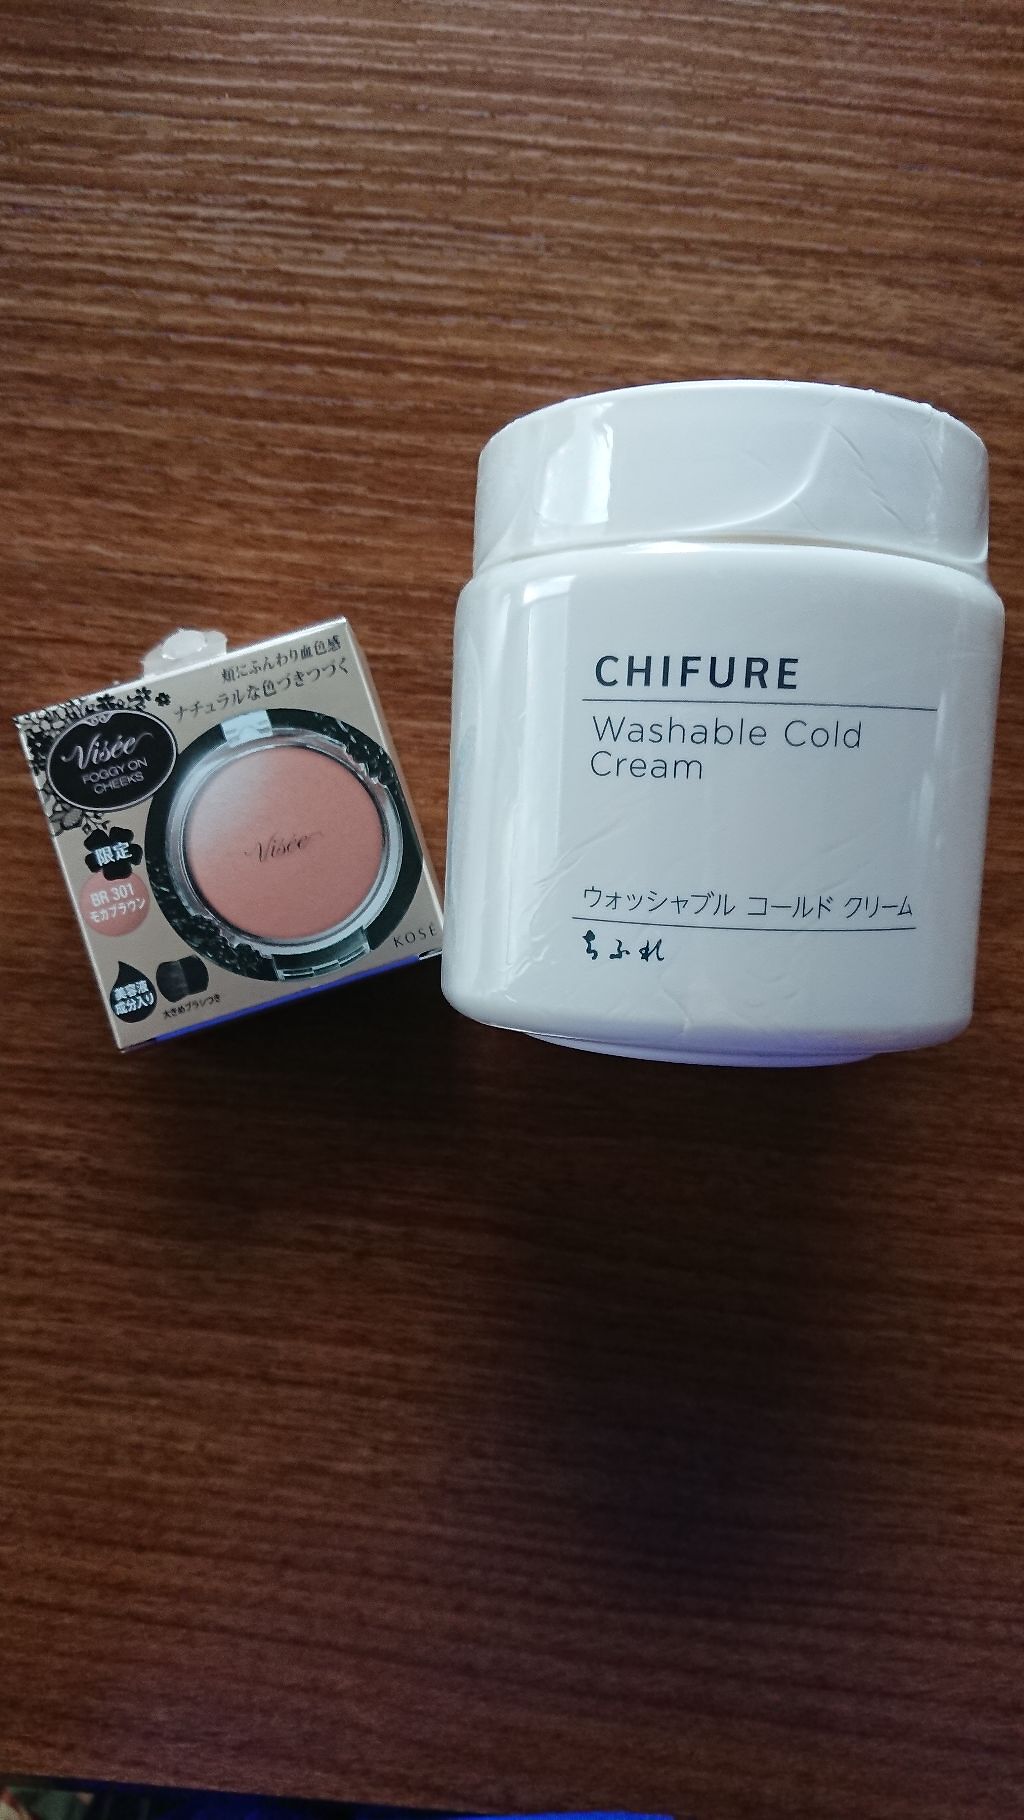 頬にふんわり血色感
ナチュラルな色づきつづく
Visée
FOGGY ON
CHEEKS
限定
BR 301
モカブラウン
Visée
KOSÉ
美容液
成分入り
大きめブラシつき
CHIFURE
Washable Cold
Cream
ウォッシャブル コールド クリーム
ちふれ